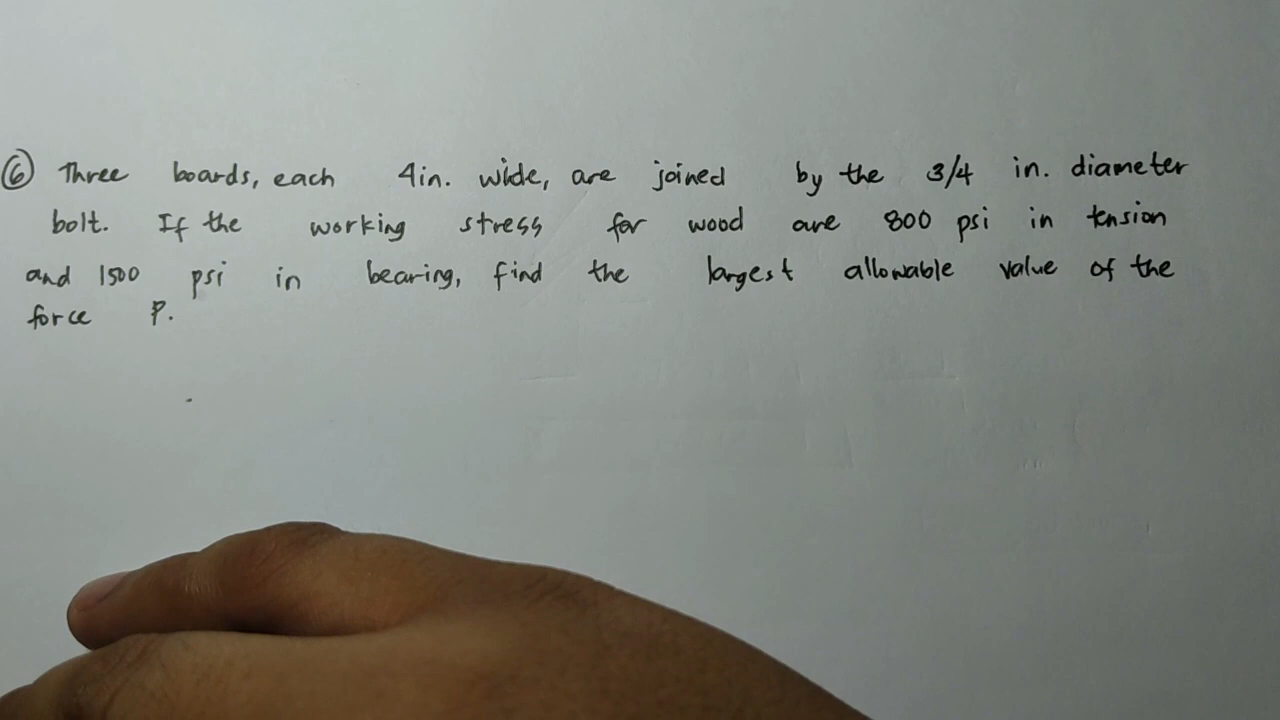 ⑥ Three boards, each 4in. wide, are joined by the 3/4 in. diameter
bolt. If the working stress for wood are 800 psi in tension
and 1500 psi in bearing, find the largest allowable value of the
force P.